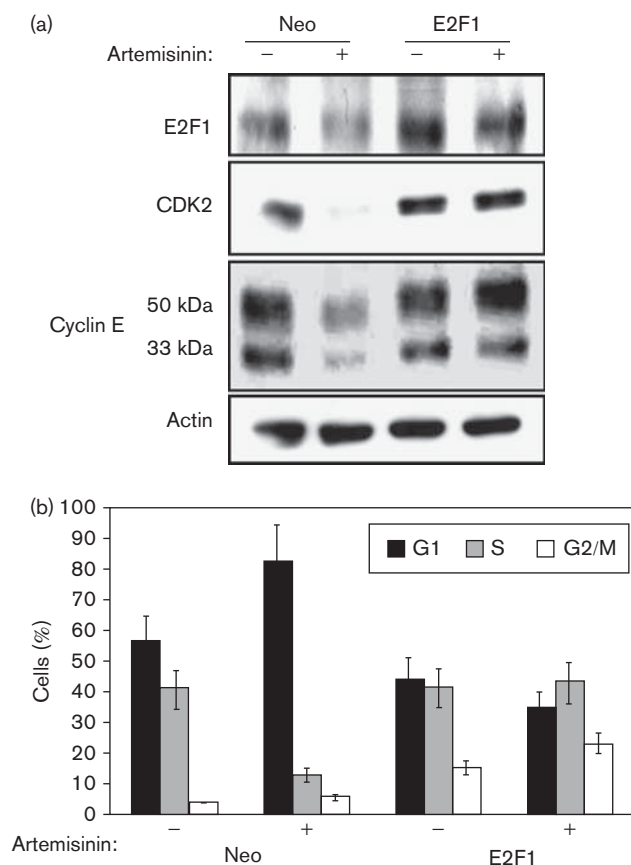 (a)
Neo E2F1
Artemisinin: − + − +
E2F1
CDK2
50 kDa
Cyclin E
33 kDa
Actin
(b)
100
90
80
70
60
50
40
30
20
10
0
Cells (%)
G1 S G2/M
− + − +
Artemisinin:
Neo E2F1